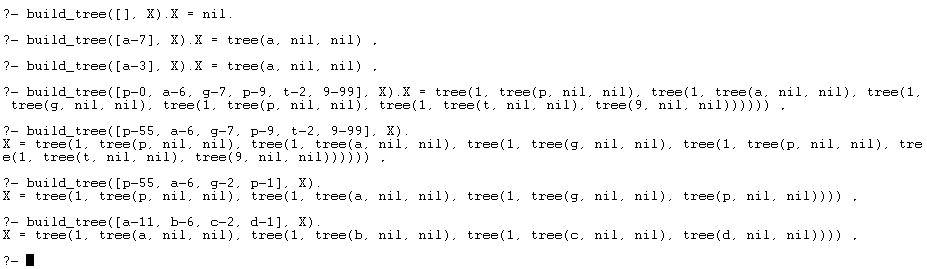 ?- build_tree([], X).X = nil.
?- build_tree([a-7], X).X = tree(a, nil, nil) ,
?- build_tree([a-3], X).X = tree(a, nil, nil) ,
?- build_tree([p-0, a-6, g-7, p-9, t-2, 9-99], X).X = tree(1, tree(p, nil, nil), tree(1, tree(a, nil, nil), tree(1,
tree(g, nil, nil), tree(1, tree(p, nil, nil), tree(1, tree(t, nil, nil), tree(9, nil, nil)))))) ,
?- build_tree([p-55, a-6, g-7, p-9, t-2, 9-99], X).
X = tree(1, tree(p, nil, nil), tree(1, tree(a, nil, nil), tree(1, tree(g, nil, nil), tree(1, tree(p, nil, nil), tre
e(1, tree(t, nil, nil), tree(9, nil, nil)))))) ,
?- build_tree([p-55, a-6, g-2, p-1], X).
X = tree(1, tree(p, nil, nil), tree(1, tree(a, nil, nil), tree(1, tree(g, nil, nil), tree(p, nil, nil)))) ,
?- build_tree([a-11, b-6, c-2, d-1], X).
X = tree(1, tree(a, nil, nil), tree(1, tree(b, nil, nil), tree(1, tree(c, nil, nil), tree(d, nil, nil)))) ,
?-